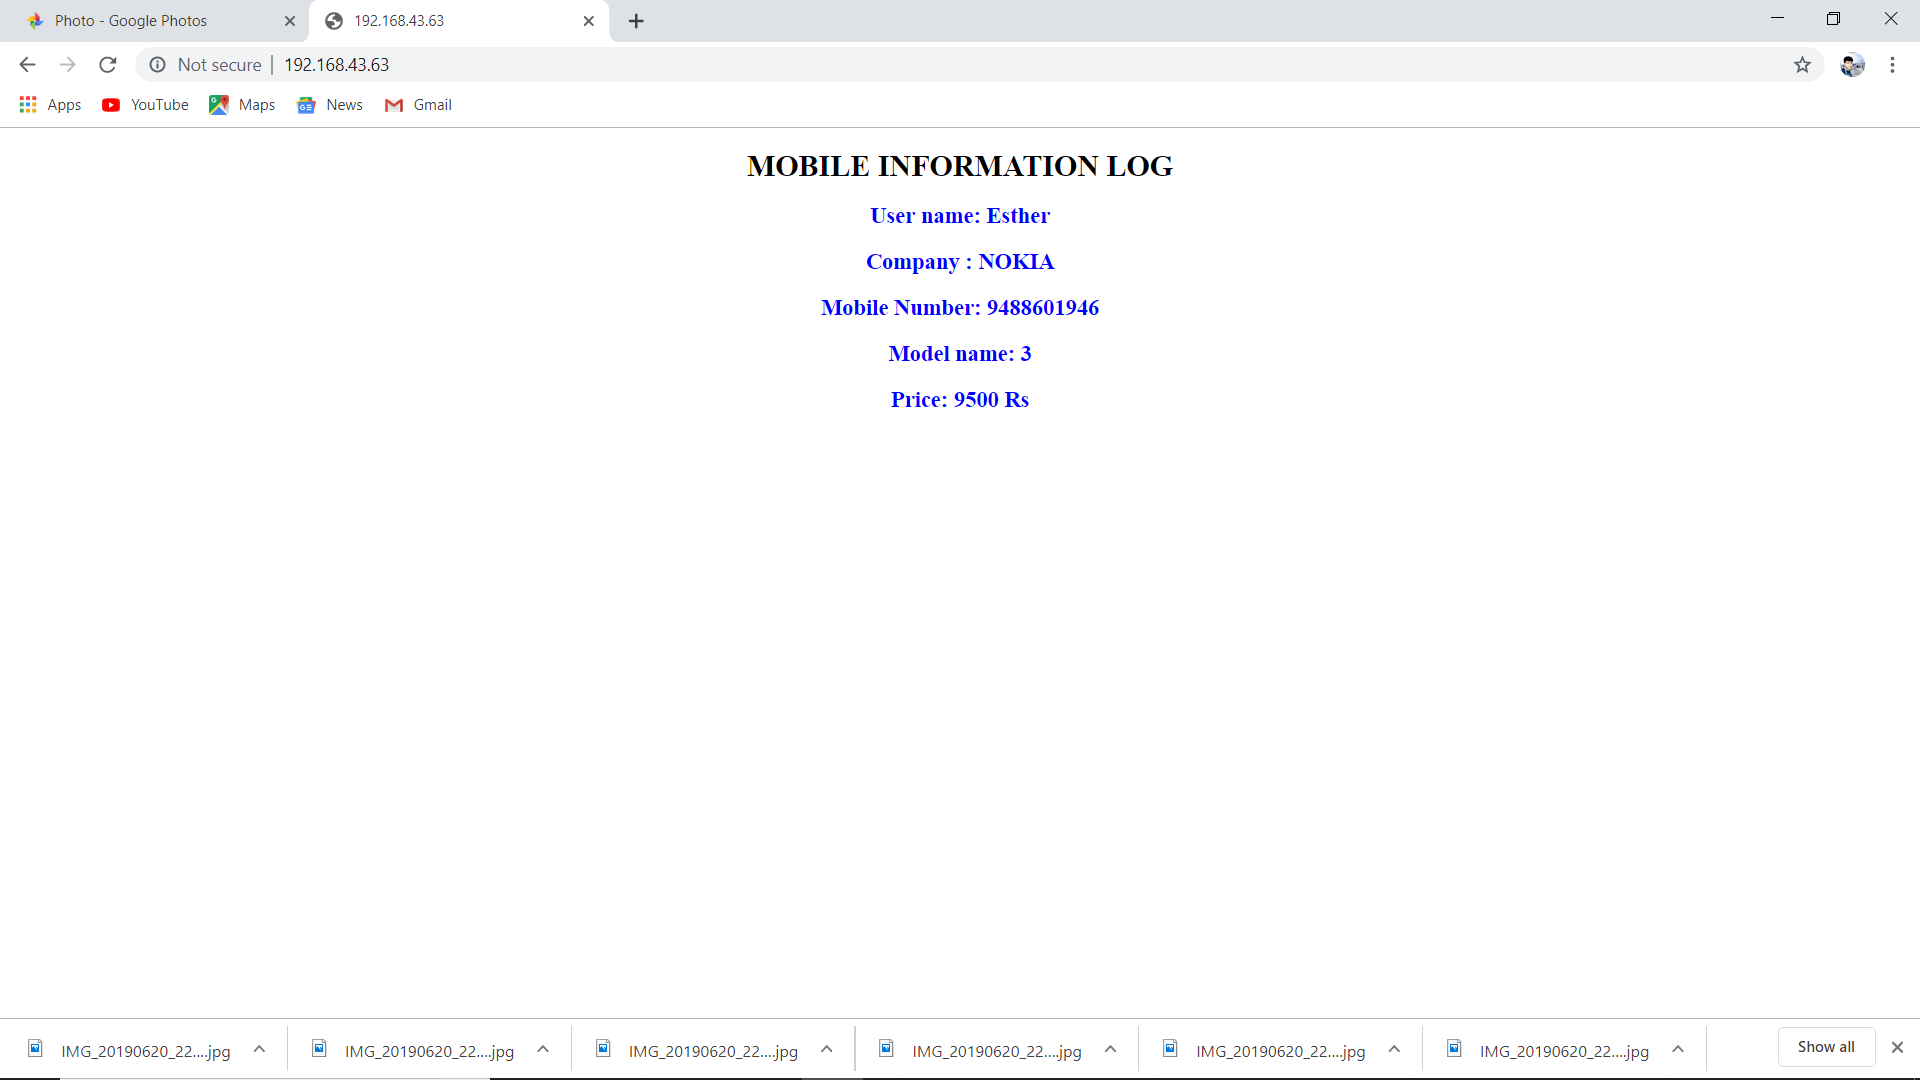 Photo - Google Photos
192.168.43.63
Not secure 192.168.43.63
Apps YouTube Maps News Gmail
MOBILE INFORMATION LOG
User name: Esther
Company : NOKIA
Mobile Number: 9488601946
Model name: 3
Price: 9500 Rs
IMG_20190620_22....jpg IMG_20190620_22....jpg IMG_20190620_22....jpg IMG_20190620_22....jpg IMG_20190620_22....jpg IMG_20190620_22....jpg Show all